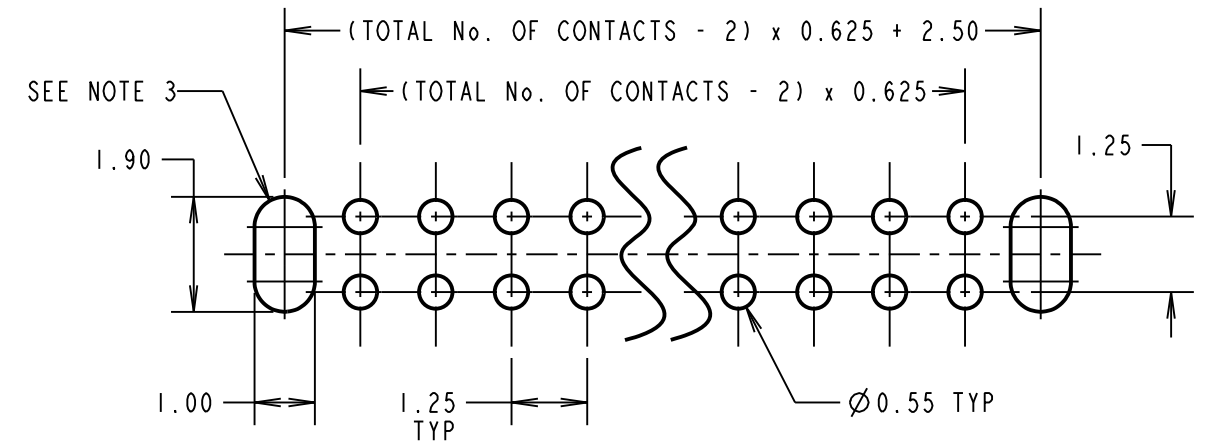 (TOTAL No. OF CONTACTS - 2) x 0.625 + 2.50
SEE NOTE 3
(TOTAL No. OF CONTACTS - 2) x 0.625
1.90
1.25
1.00
1.25
TYP
Ø0.55 TYP